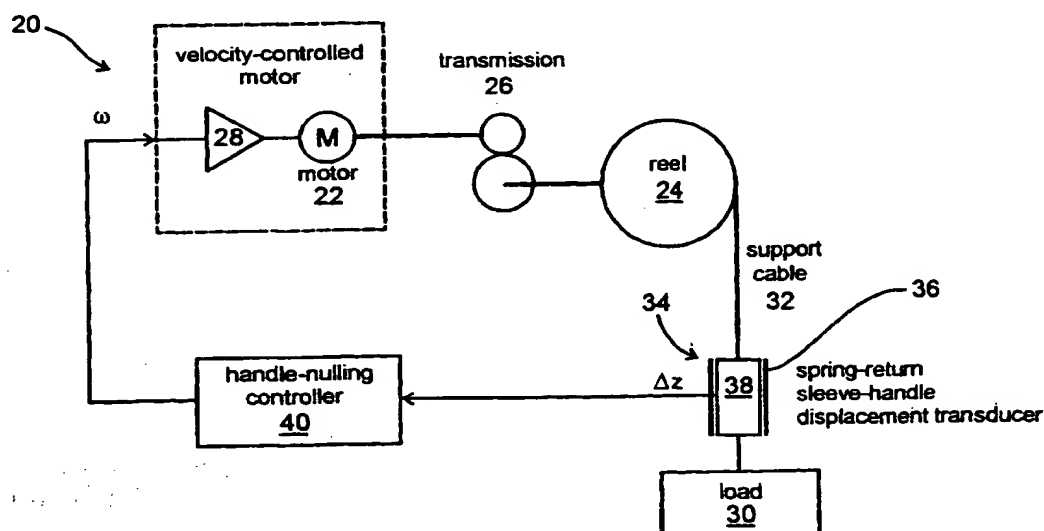 20
velocity-controlled
motor
transmission
26
ω
28
M
motor
22
reel
24
support
cable
32
34
36
handle-nulling
controller
40
Δz
38
spring-return
sleeve-handle
displacement transducer
load
30